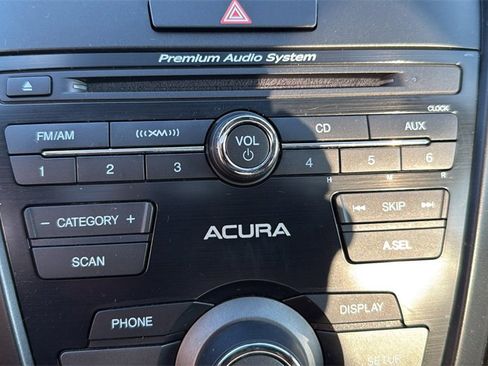 Premium Audio System
CLOCK
FM/AM (((XM))) VOL CD AUX
1 2 3 4 5 6
H M R
− CATEGORY + SKIP
ACURA
SCAN A.SEL
PHONE DISPLAY
SETUP